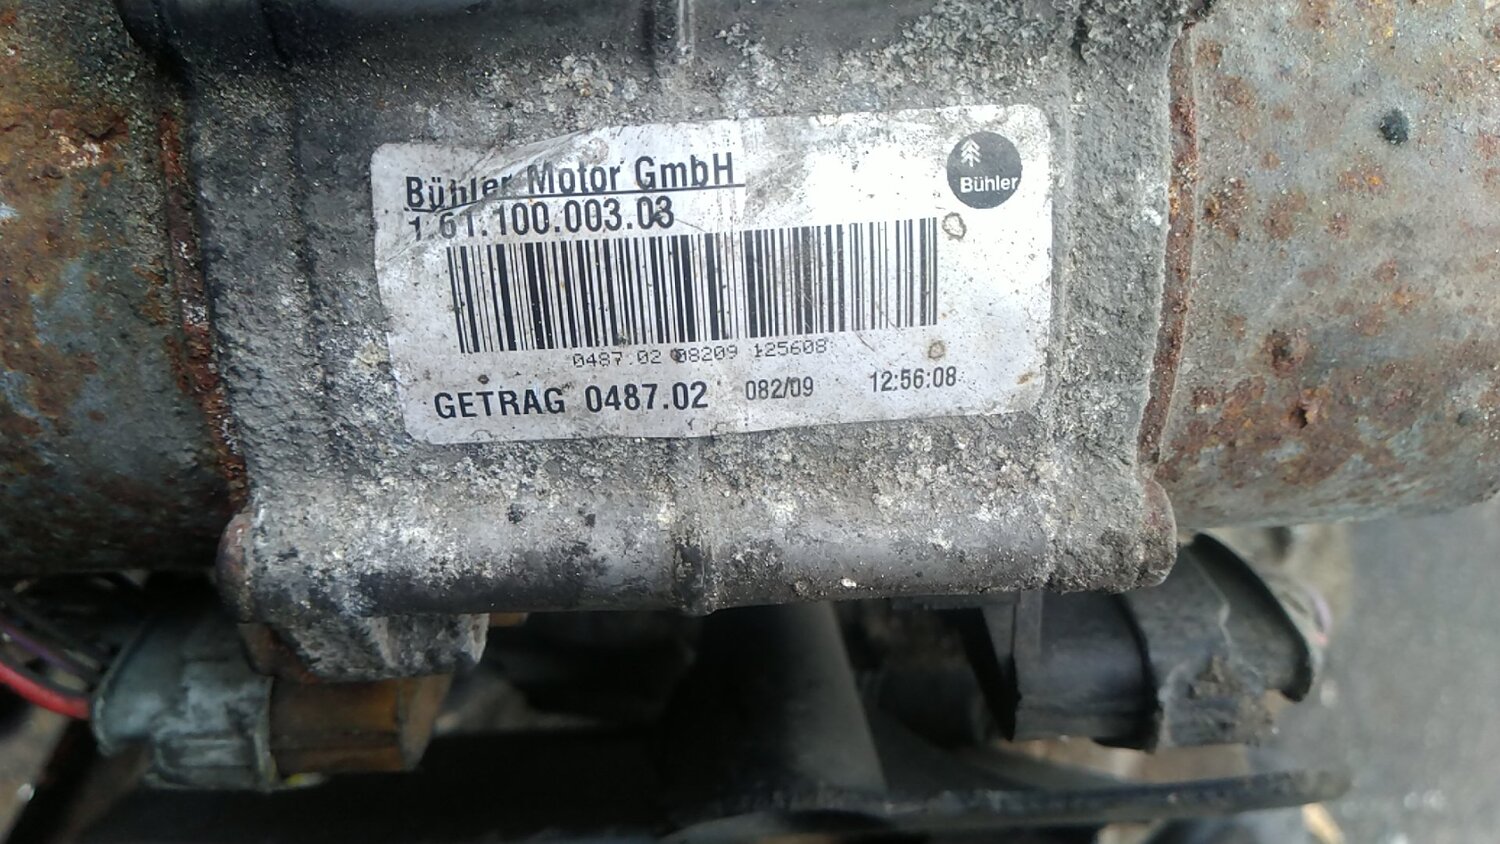 Bühler Motor GmbH
Bühler
1.61.100.003.03
0487.02 08209 125608
GETRAG 0487.02 082/09 12:56:08